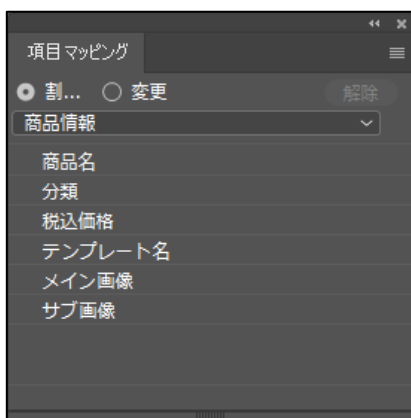 項目マッピング
割... 変更 解除
商品情報
商品名
分類
税込価格
テンプレート名
メイン画像
サブ画像